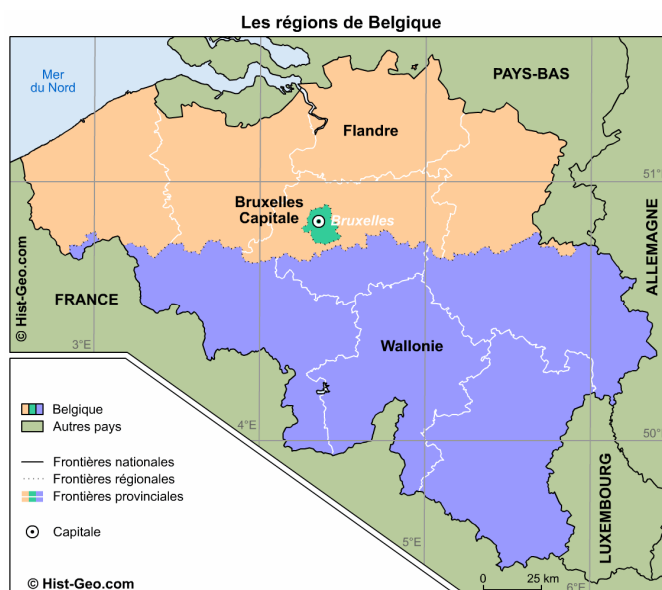 Les régions de Belgique
Mer
du Nord
PAYS-BAS
Flandre
51°
Bruxelles
Capitale
Bruxelles
ALLEMAGNE
© Hist-Geo.com
FRANCE
Wallonie
3°E
Belgique
Autres pays
4°E
50°
Frontières nationales
Frontières régionales
Frontières provinciales
LUXEMBOURG
Capitale
5°E
0 25 km
6°E
© Hist-Geo.com